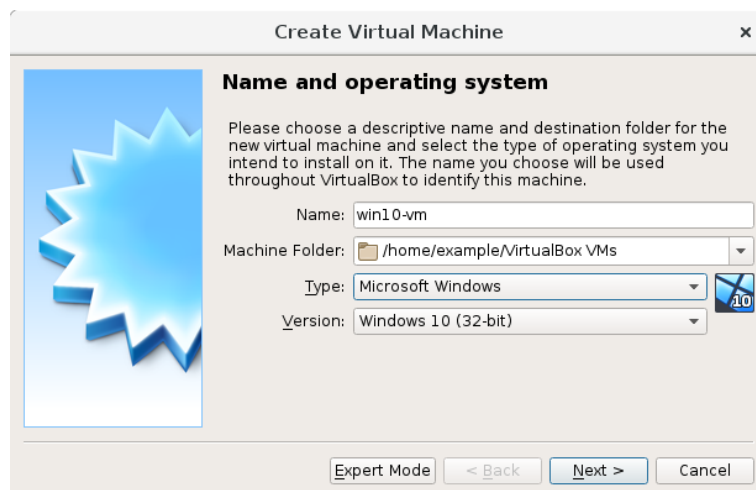 Create Virtual Machine
Name and operating system
Please choose a descriptive name and destination folder for the
new virtual machine and select the type of operating system you
intend to install on it. The name you choose will be used
throughout VirtualBox to identify this machine.
Name: win10-vm
Machine Folder: /home/example/VirtualBox VMs
Type: Microsoft Windows
10
Version: Windows 10 (32-bit)
Expert Mode < Back Next > Cancel